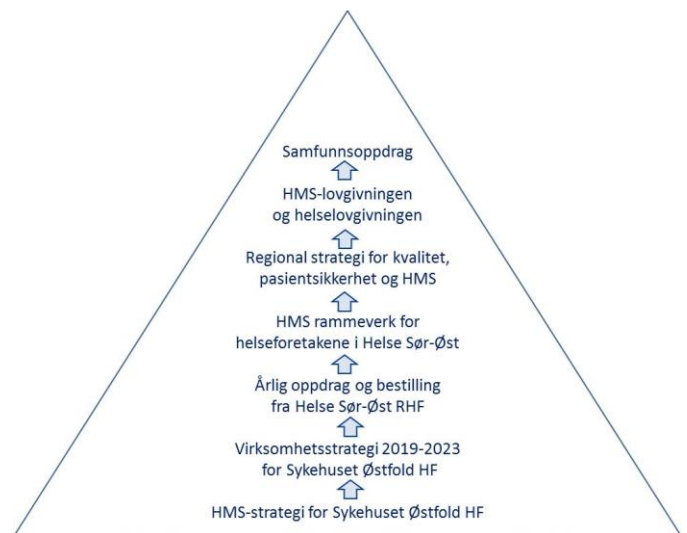 Samfunnsoppdrag
HMS-lovgivningen
og helselovgivningen
Regional strategi for kvalitet,
pasientsikkerhet og HMS
HMS rammeverk for
helseforetakene i Helse Sør-Øst
Årlig oppdrag og bestilling
fra Helse Sør-Øst RHF
Virksomhetsstrategi 2019-2023
for Sykehuset Østfold HF
HMS-strategi for Sykehuset Østfold HF